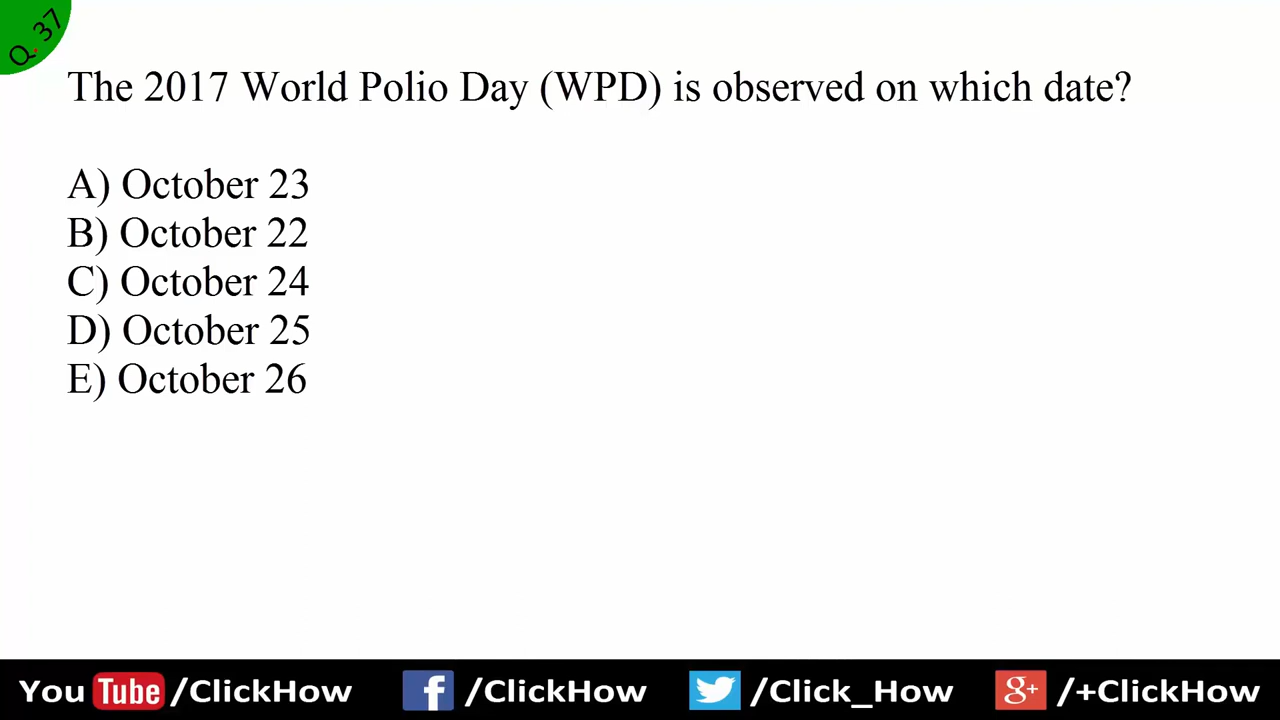 Q. 37
The 2017 World Polio Day (WPD) is observed on which date?
A) October 23
B) October 22
C) October 24
D) October 25
E) October 26
You Tube /ClickHow f /ClickHow /Click_How g+ /+ClickHow